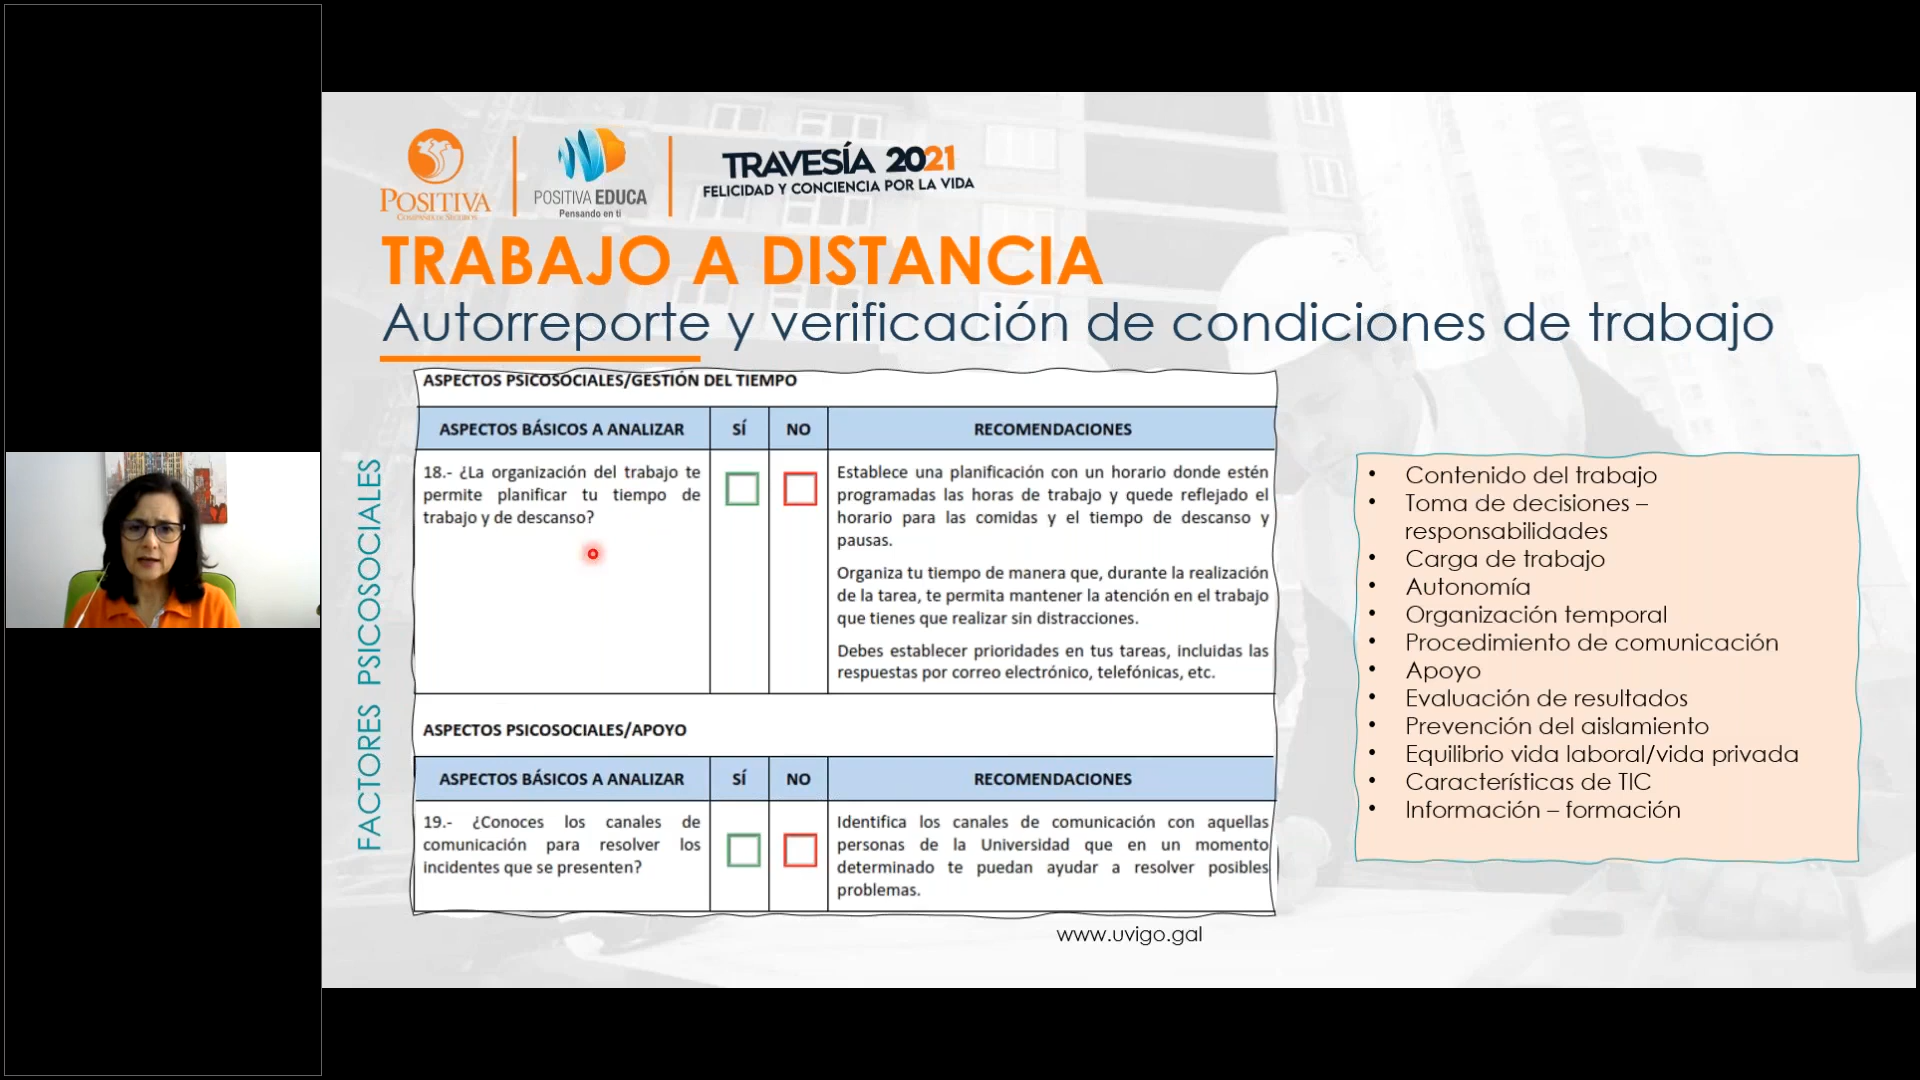 POSITIVA
COMPAÑÍA DE SEGUROS
POSITIVA EDUCA
Pensando en ti
TRAVESÍA 2021
FELICIDAD Y CONCIENCIA POR LA VIDA
TRABAJO A DISTANCIA
Autorreporte y verificación de condiciones de trabajo
FACTORES PSICOSOCIALES
ASPECTOS PSICOSOCIALES/GESTIÓN DEL TIEMPO
ASPECTOS BÁSICOS A ANALIZAR SÍ NO RECOMENDACIONES
18.- ¿La organización del trabajo te
permite planificar tu tiempo de
trabajo y de descanso?
Establece una planificación con un horario donde estén
programadas las horas de trabajo y quede reflejado el
horario para las comidas y el tiempo de descanso y
pausas.
Organiza tu tiempo de manera que, durante la realización
de la tarea, te permita mantener la atención en el trabajo
que tienes que realizar sin distracciones.
Debes establecer prioridades en tus tareas, incluidas las
respuestas por correo electrónico, telefónicas, etc.
ASPECTOS PSICOSOCIALES/APOYO
ASPECTOS BÁSICOS A ANALIZAR SÍ NO RECOMENDACIONES
19.- ¿Conoces los canales de
comunicación para resolver los
incidentes que se presenten?
Identifica los canales de comunicación con aquellas
personas de la Universidad que en un momento
determinado te puedan ayudar a resolver posibles
problemas.
www.uvigo.gal
• Contenido del trabajo
• Toma de decisiones –
responsabilidades
• Carga de trabajo
• Autonomía
• Organización temporal
• Procedimiento de comunicación
• Apoyo
• Evaluación de resultados
• Prevención del aislamiento
• Equilibrio vida laboral/vida privada
• Características de TIC
• Información – formación